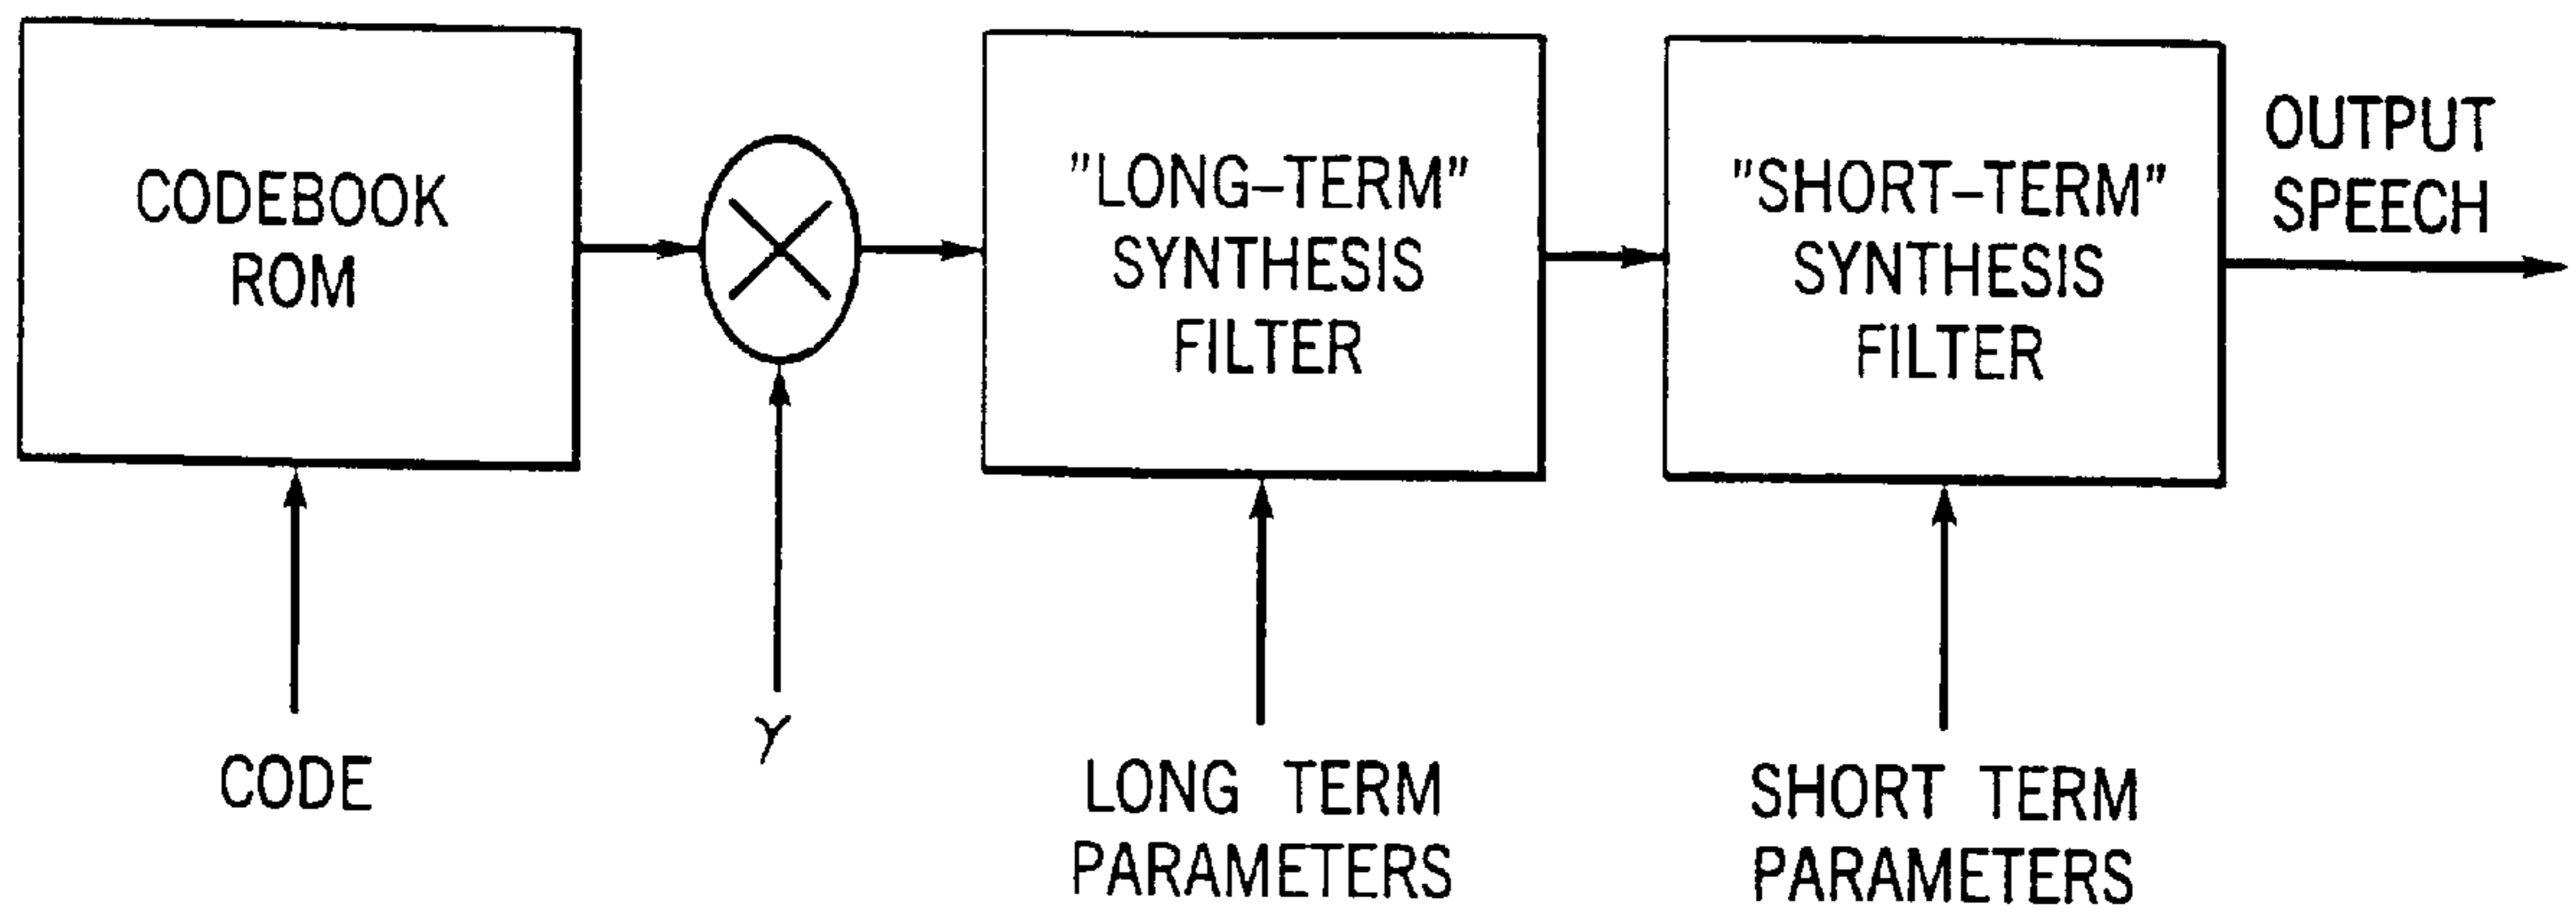 CODEBOOK
ROM
"LONG-TERM"
SYNTHESIS
FILTER
"SHORT-TERM"
SYNTHESIS
FILTER
OUTPUT
SPEECH
CODE
γ
LONG TERM
PARAMETERS
SHORT TERM
PARAMETERS